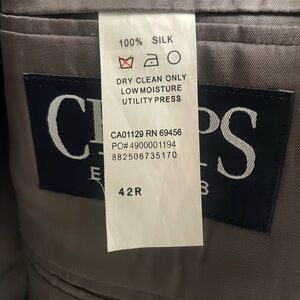 100% SILK
DRY CLEAN ONLY
LOW MOISTURE
UTILITY PRESS
CA01129 RN 69456
PO# 4900001194
882506735170
42R